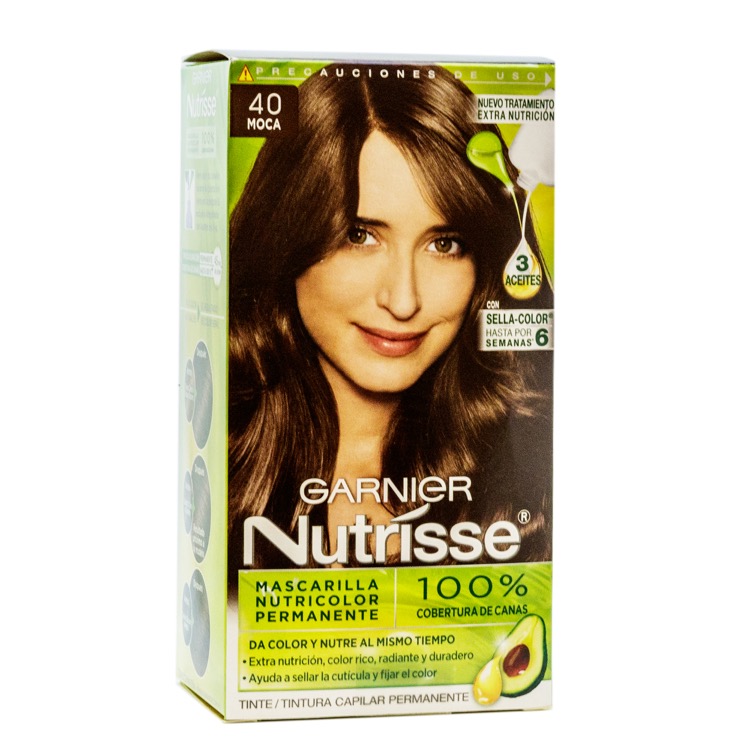 PRECAUCIONES DE USO
40
MOCA
NUEVO TRATAMIENTO
EXTRA NUTRICIÓN
3
ACEITES
CON
SELLA-COLOR
HASTA POR
SEMANAS 6
GARNIER
Nutrisse
GARNIER
Nutrísse®
MASCARILLA
NUTRICOLOR
PERMANENTE
100%
COBERTURA DE CANAS
DA COLOR Y NUTRE AL MISMO TIEMPO
• Extra nutrición, color rico, radiante y duradero
• Ayuda a sellar la cutícula y fijar el color
TINTE / TINTURA CAPILAR PERMANENTE